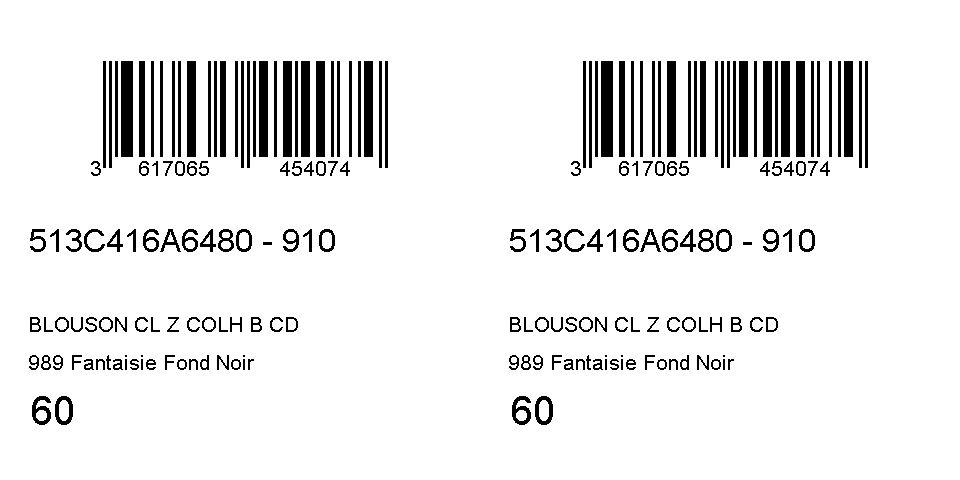 3 617065 454074
513C416A6480 - 910
BLOUSON CL Z COLH B CD
989 Fantaisie Fond Noir
60
3 617065 454074
513C416A6480 - 910
BLOUSON CL Z COLH B CD
989 Fantaisie Fond Noir
60